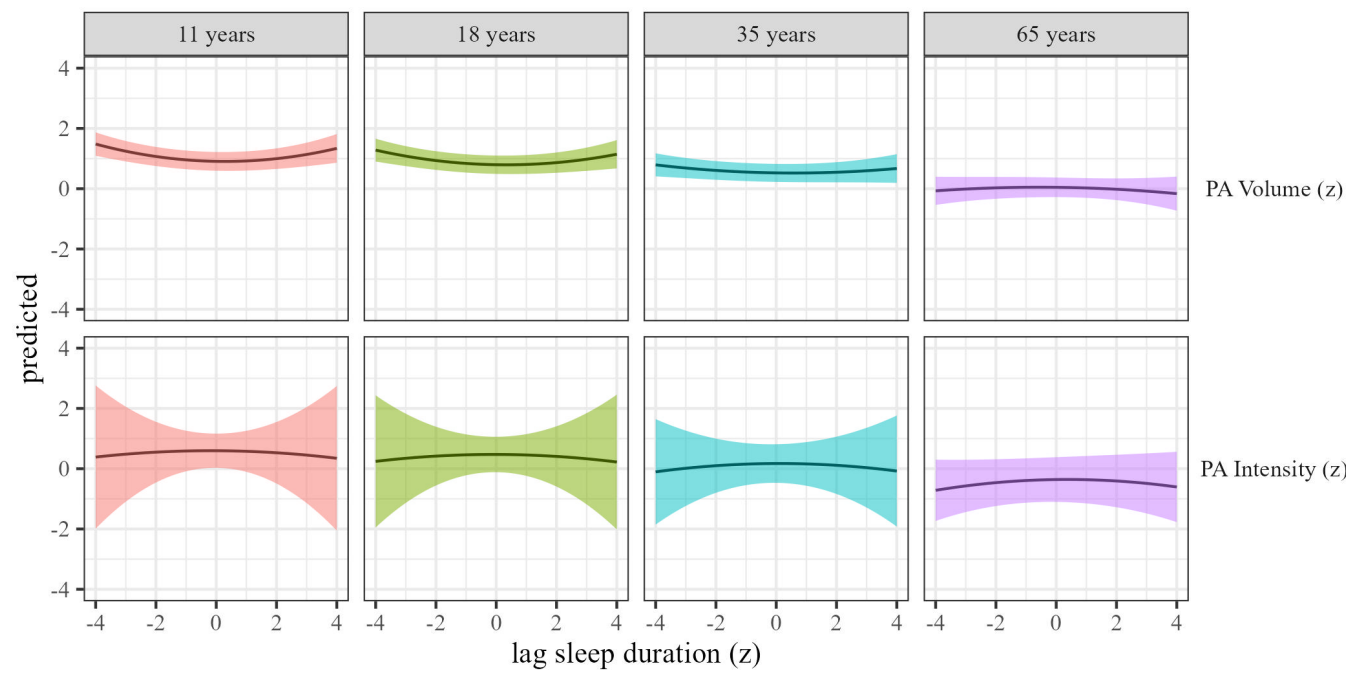 11 years 18 years 35 years 65 years
4
2
0
-2
-4
PA Volume (z)
predicted
4
2
0
-2
-4
PA Intensity (z)
-4 -2 0 2 4 -4 -2 0 2 4 -4 -2 0 2 4 -4 -2 0 2 4
lag sleep duration (z)